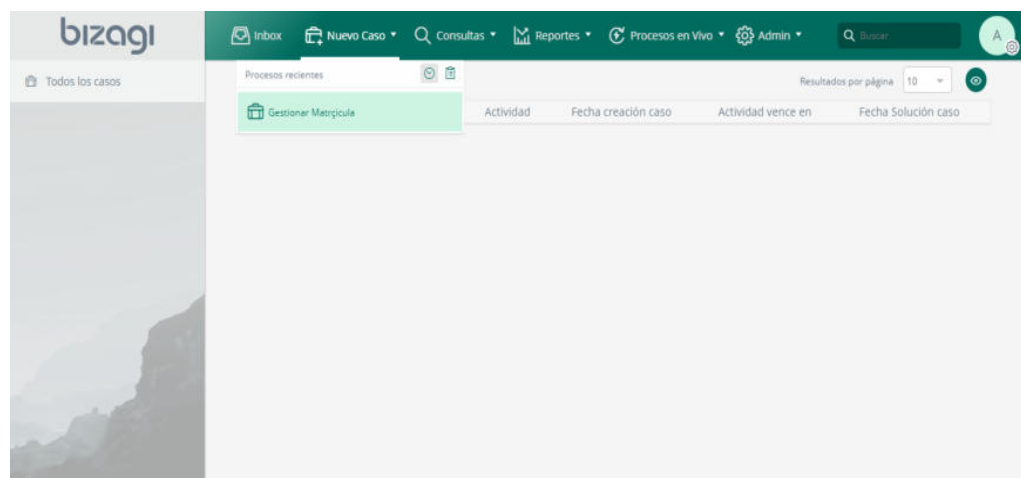 bizagi
Inbox Nuevo Caso Consultas Reportes Procesos en Vivo Admin Buscar A
Todos los casos
Procesos recientes
Resultados por página 10
Gestionar Matrçicula
Actividad Fecha creación caso Actividad vence en Fecha Solución caso